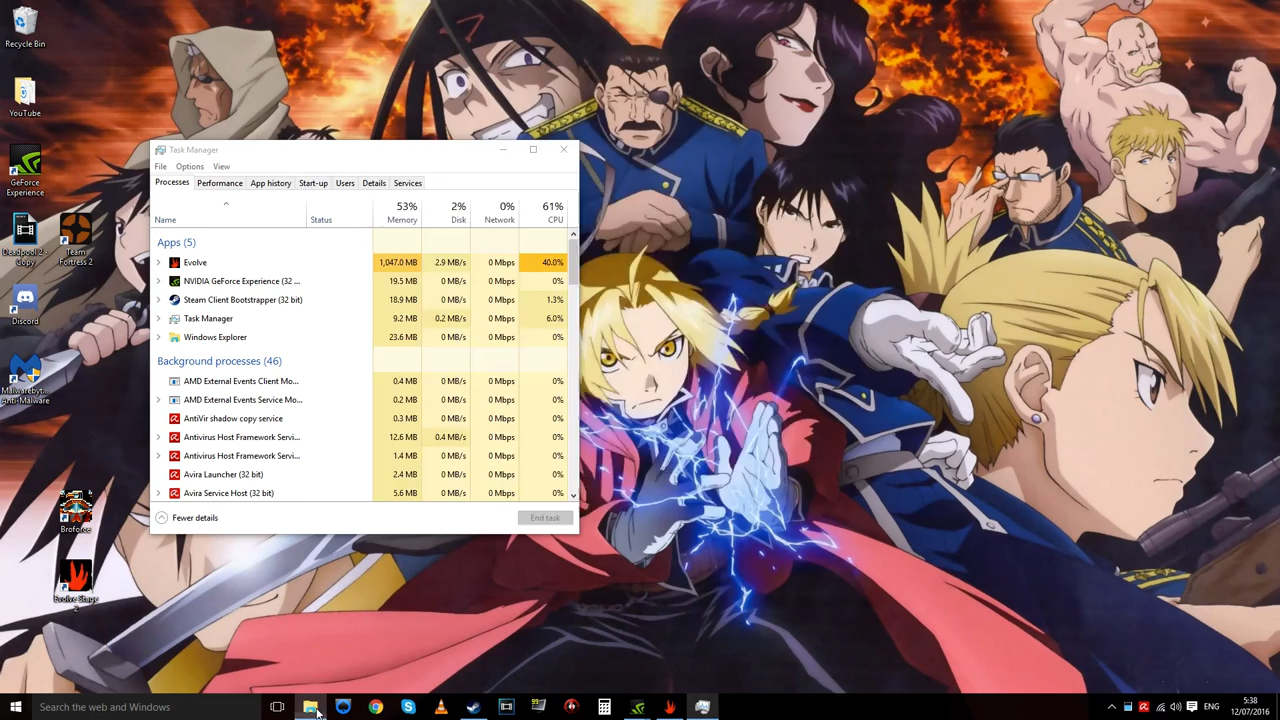 Recycle Bin
YouTube
GeForce
Experience
Deadpool 2 -
Copy
Team
Fortress 2
Discord
Malwarebyt...
Anti-Malware
Broforce
Evolve Stage
2
Task Manager
File Options View
Processes Performance App history Start-up Users Details Services
53% 2% 0% 61%
Name Status Memory Disk Network CPU
Apps (5)
Evolve 1,047.0 MB 2.9 MB/s 0 Mbps 40.0%
NVIDIA GeForce Experience (32 ... 19.5 MB 0 MB/s 0 Mbps 0%
Steam Client Bootstrapper (32 bit) 18.9 MB 0 MB/s 0 Mbps 1.3%
Task Manager 9.2 MB 0.2 MB/s 0 Mbps 6.0%
Windows Explorer 23.6 MB 0 MB/s 0 Mbps 0%
Background processes (46)
AMD External Events Client Mo... 0.4 MB 0 MB/s 0 Mbps 0%
AMD External Events Service Mo... 0.2 MB 0 MB/s 0 Mbps 0%
AntiVir shadow copy service 0.3 MB 0 MB/s 0 Mbps 0%
Antivirus Host Framework Servi... 12.6 MB 0.4 MB/s 0 Mbps 0%
Antivirus Host Framework Servi... 1.4 MB 0 MB/s 0 Mbps 0%
Avira Launcher (32 bit) 2.4 MB 0 MB/s 0 Mbps 0%
Avira Service Host (32 bit) 5.6 MB 0 MB/s 0 Mbps 0%
Fewer details End task
Search the web and Windows
ENG
5:38
12/07/2016